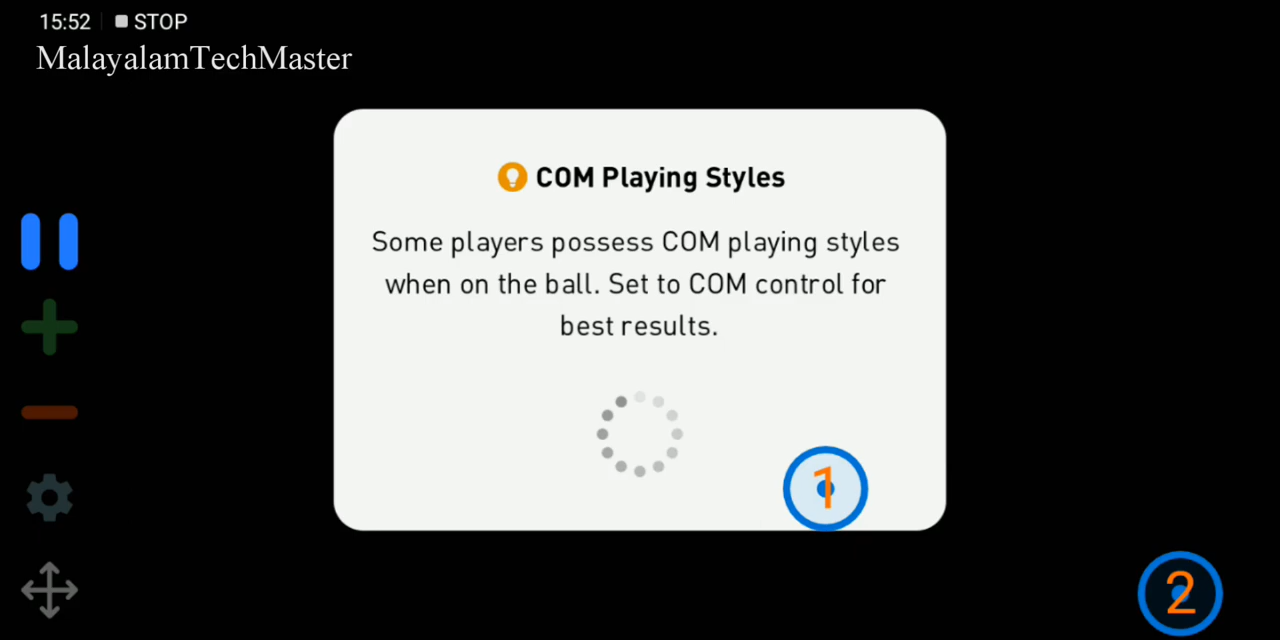 15:52 STOP
MalayalamTechMaster
COM Playing Styles
Some players possess COM playing styles
when on the ball. Set to COM control for
best results.
1
2